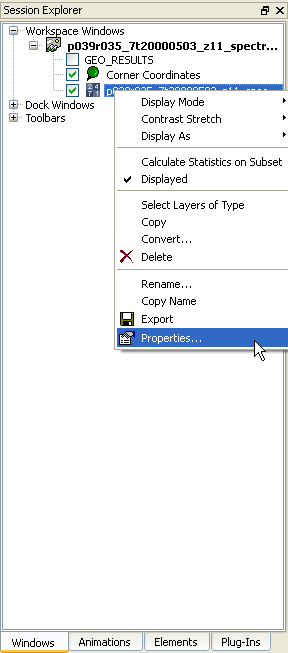 Session Explorer
Workspace Windows
p039r035_7t20000503_z11_spectr...
GEO_RESULTS
Corner Coordinates
p039r035_7t20000503_z11_spec...
Dock Windows
Toolbars
Display Mode
Contrast Stretch
Display As
Calculate Statistics on Subset
Displayed
Select Layers of Type
Copy
Convert...
Delete
Rename...
Copy Name
Export
Properties...
Windows
Animations
Elements
Plug-Ins